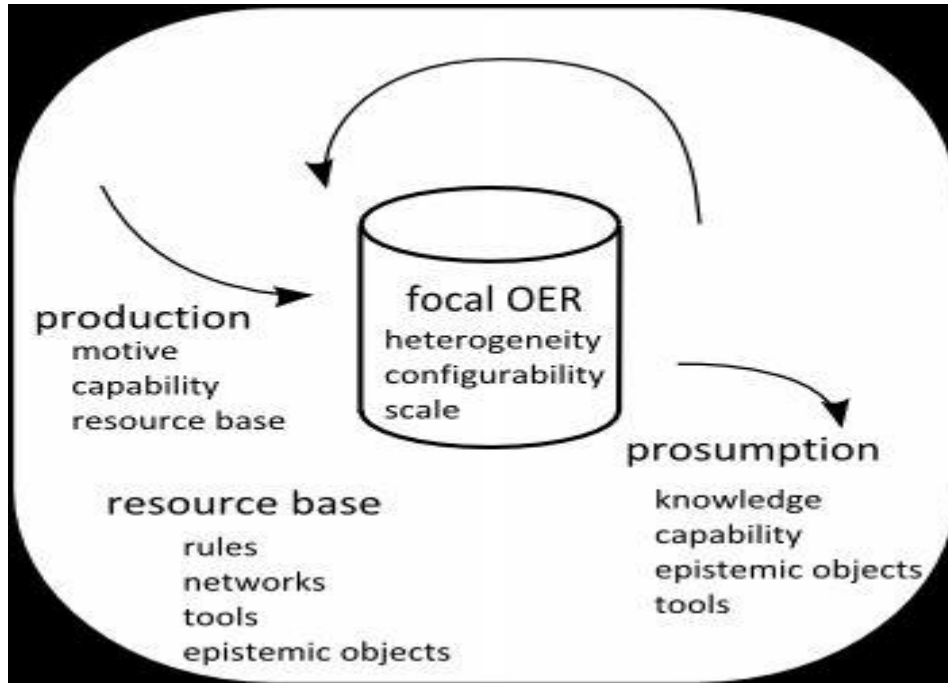 focal OER
heterogeneity
configurability
scale
production
motive
capability
resource base
resource base
rules
networks
tools
epistemic objects
prosumption
knowledge
capability
epistemic objects
tools